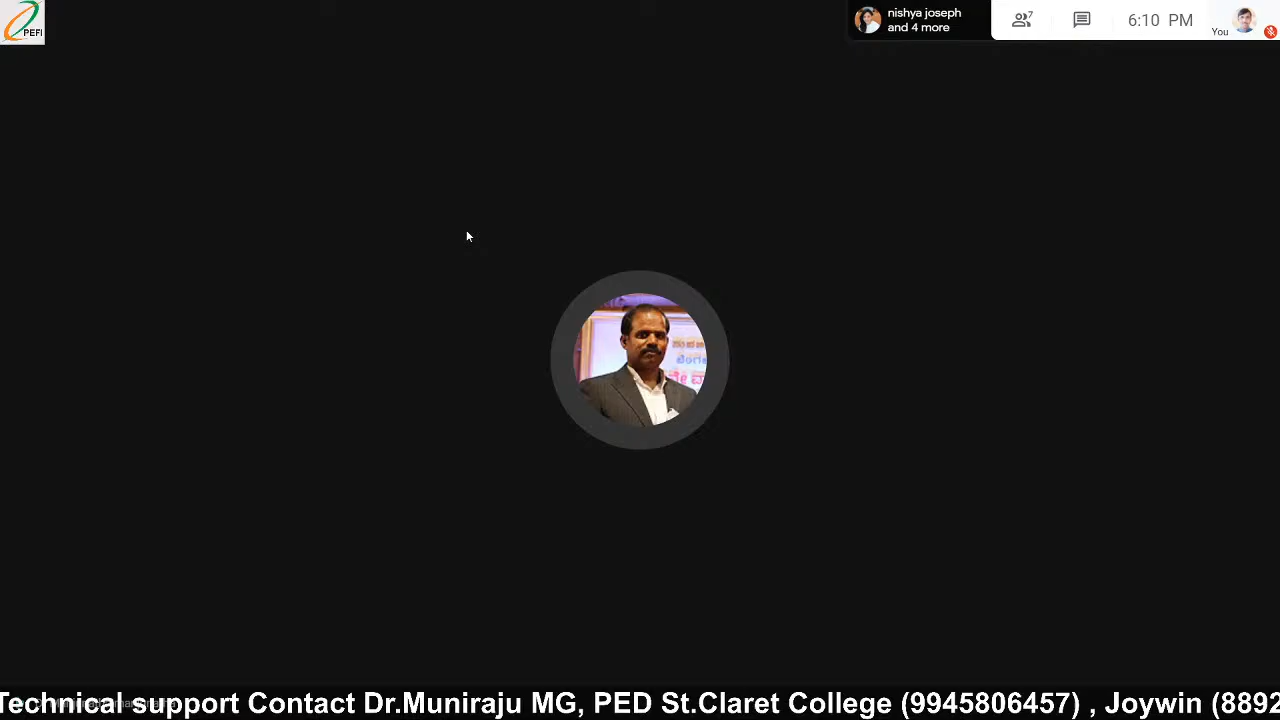 PEFI
nishya joseph
and 4 more
7
6:10 PM
You
Technical support Contact Dr.Muniraju MG, PED St.Claret College (9945806457) , Joywin (8892